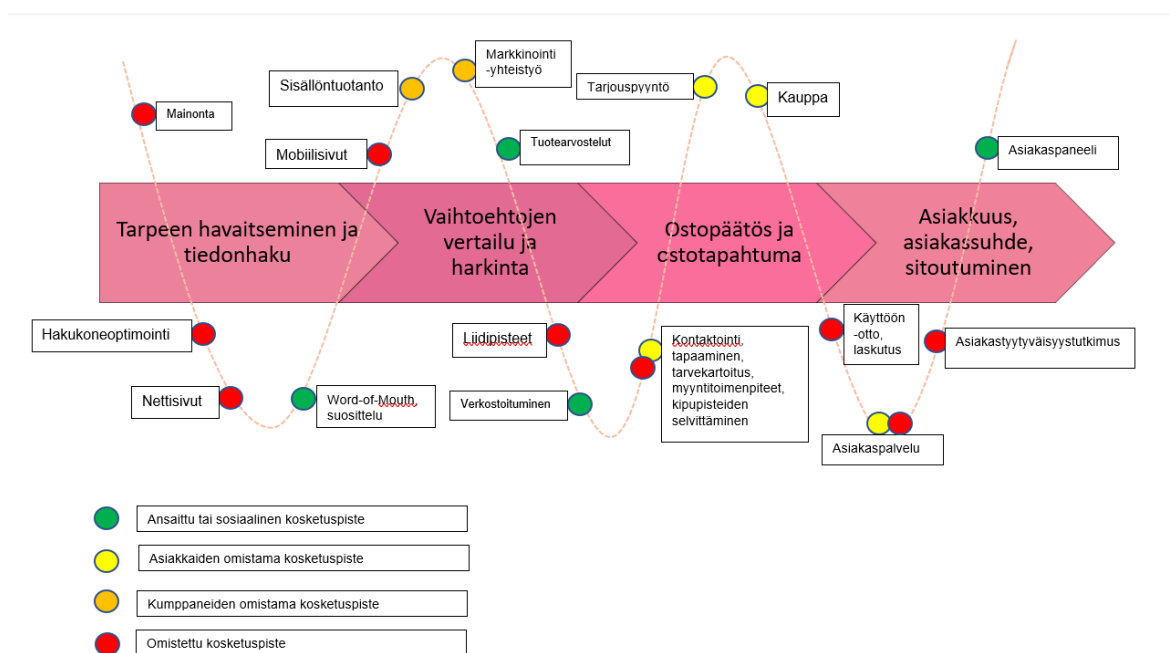 Mainonta
Sisällöntuotanto
Markkinointi
-yhteistyö
Tarjouspyyntö
Kauppa
Mobiilisivut
Tuotearvostelut
Asiakaspaneeli
Tarpeen havaitseminen ja
tiedonhaku
Vaihtoehtojen
vertailu ja
harkinta
Ostopäätös ja
ostotapahtuma
Asiakkuus,
asiakassuhde,
sitoutuminen
Hakukoneoptimointi
Nettisivut
Word-of-Mouth,
suosittelu
Liidipisteet
Verkostoituminen
Kontaktointi,
tapaaminen,
tarvekartoitus,
myyntitoimenpiteet,
kipupisteiden
selvittäminen
Käyttöön
-otto,
laskutus
Asiakastyytyväisyystutkimus
Asiakaspalvelu
Ansaittu tai sosiaalinen kosketuspiste
Asiakkaiden omistama kosketuspiste
Kumppaneiden omistama kosketuspiste
Omistettu kosketuspiste